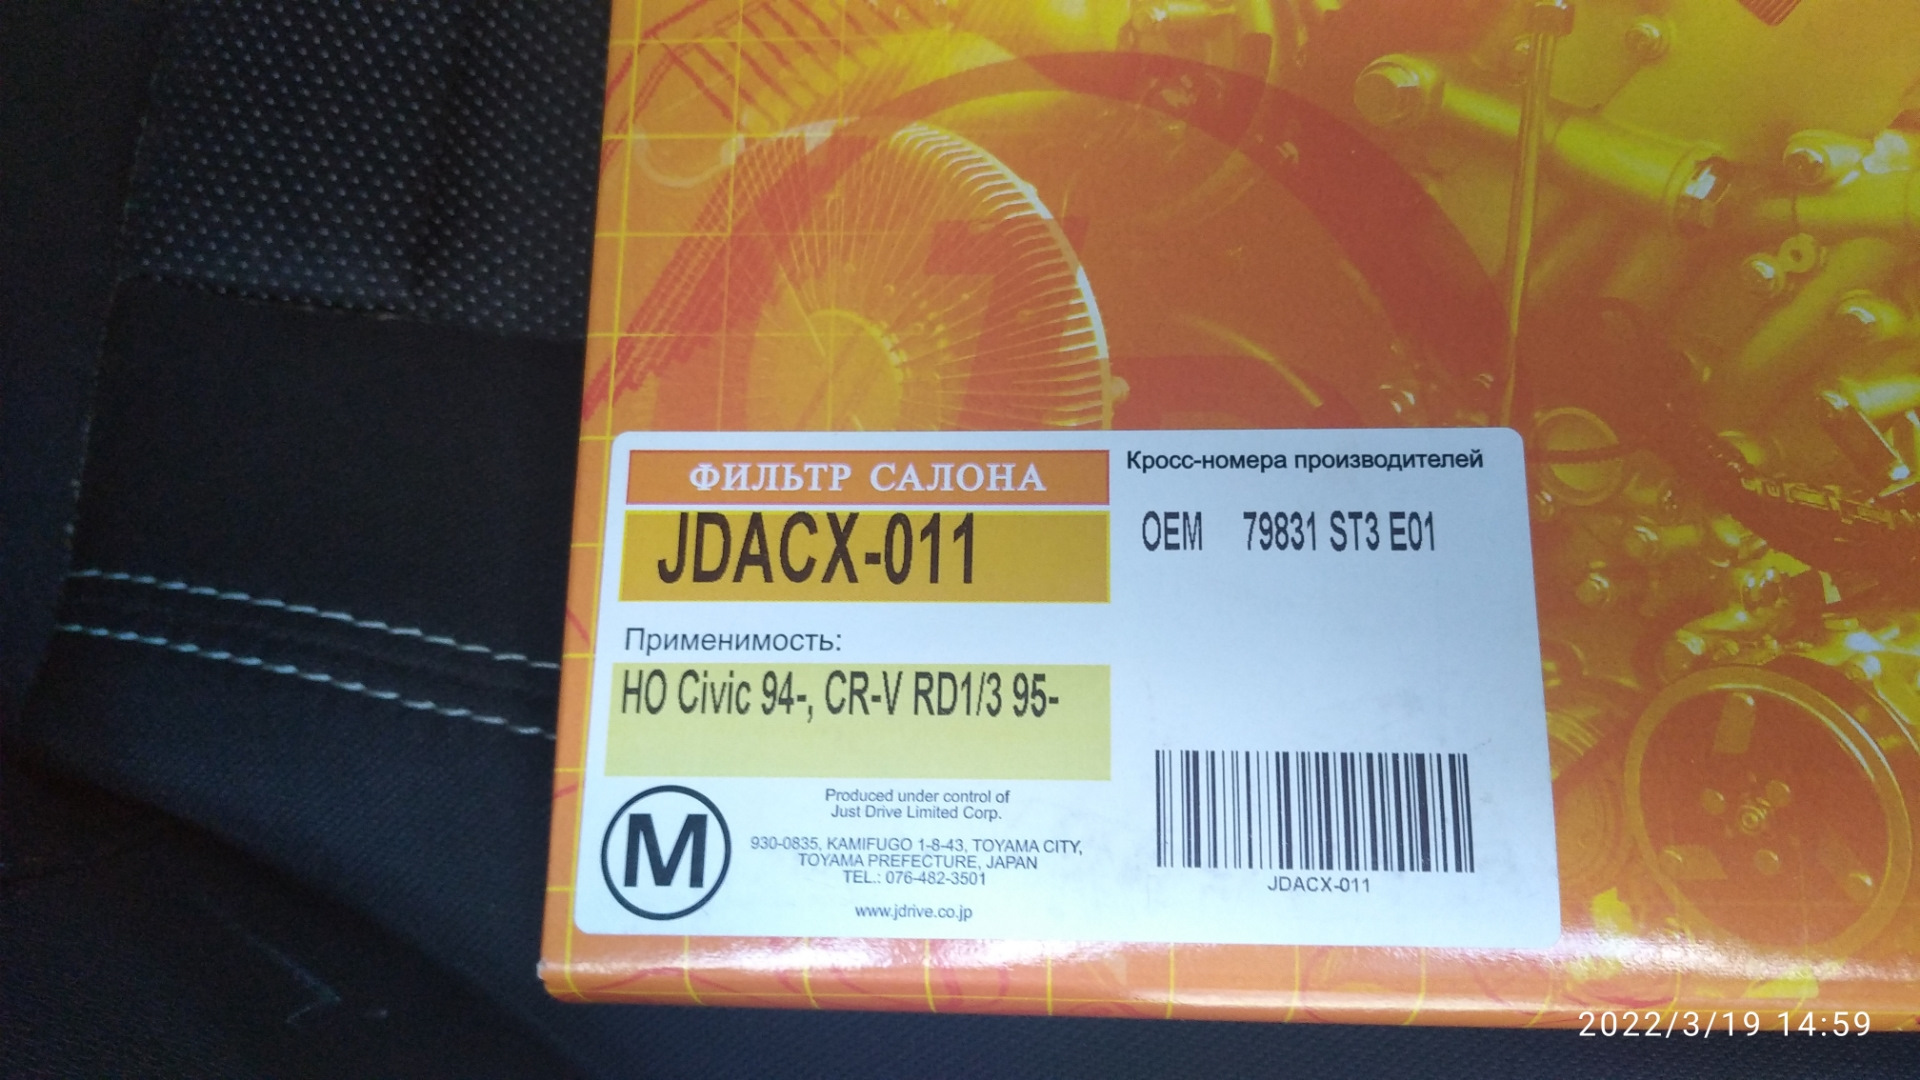 ФИЛЬТР САЛОНА
JDACX-011
Применимость:
HO Civic 94-, CR-V RD1/3 95-
M
Produced under control of
Just Drive Limited Corp.
930-0835, KAMIFUGO 1-8-43, TOYAMA CITY,
TOYAMA PREFECTURE, JAPAN
TEL.: 076-482-3501
www.jdrive.co.jp
Кросс-номера производителей
OEM 79831 ST3 E01
JDACX-011
2022/3/19 14:59